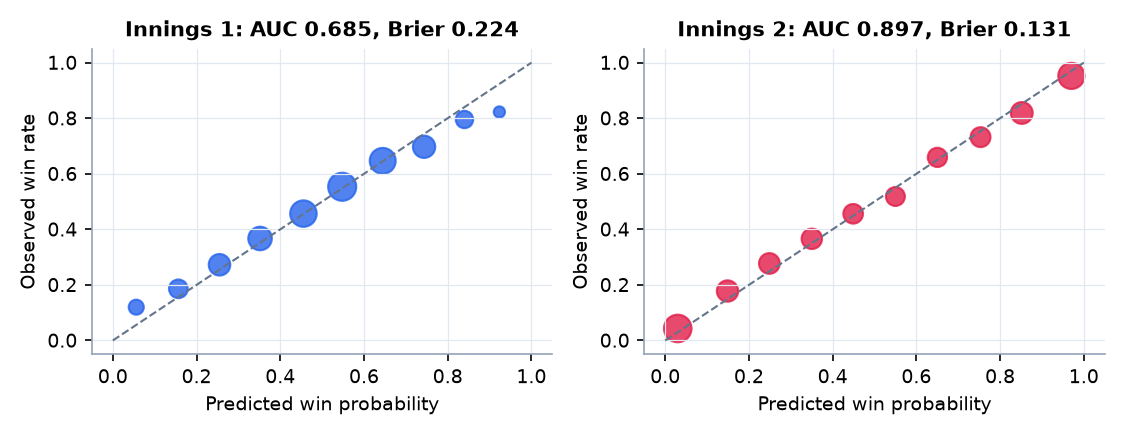 Innings 1: AUC 0.685, Brier 0.224
Observed win rate
1.0
0.8
0.6
0.4
0.2
0.0
0.0 0.2 0.4 0.6 0.8 1.0
Predicted win probability
Innings 2: AUC 0.897, Brier 0.131
Observed win rate
1.0
0.8
0.6
0.4
0.2
0.0
0.0 0.2 0.4 0.6 0.8 1.0
Predicted win probability